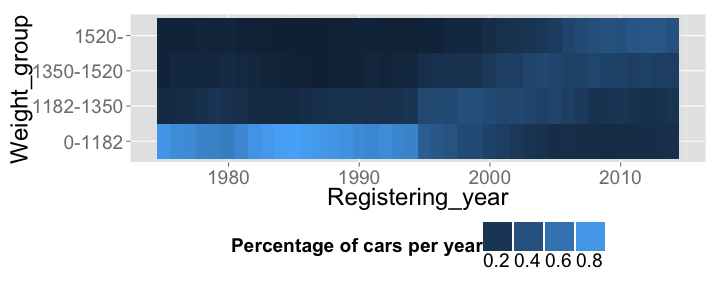 Weight_group
1520-
1350-1520
1182-1350
0-1182
1980 1990 2000 2010
Registering_year
Percentage of cars per year
0.2 0.4 0.6 0.8